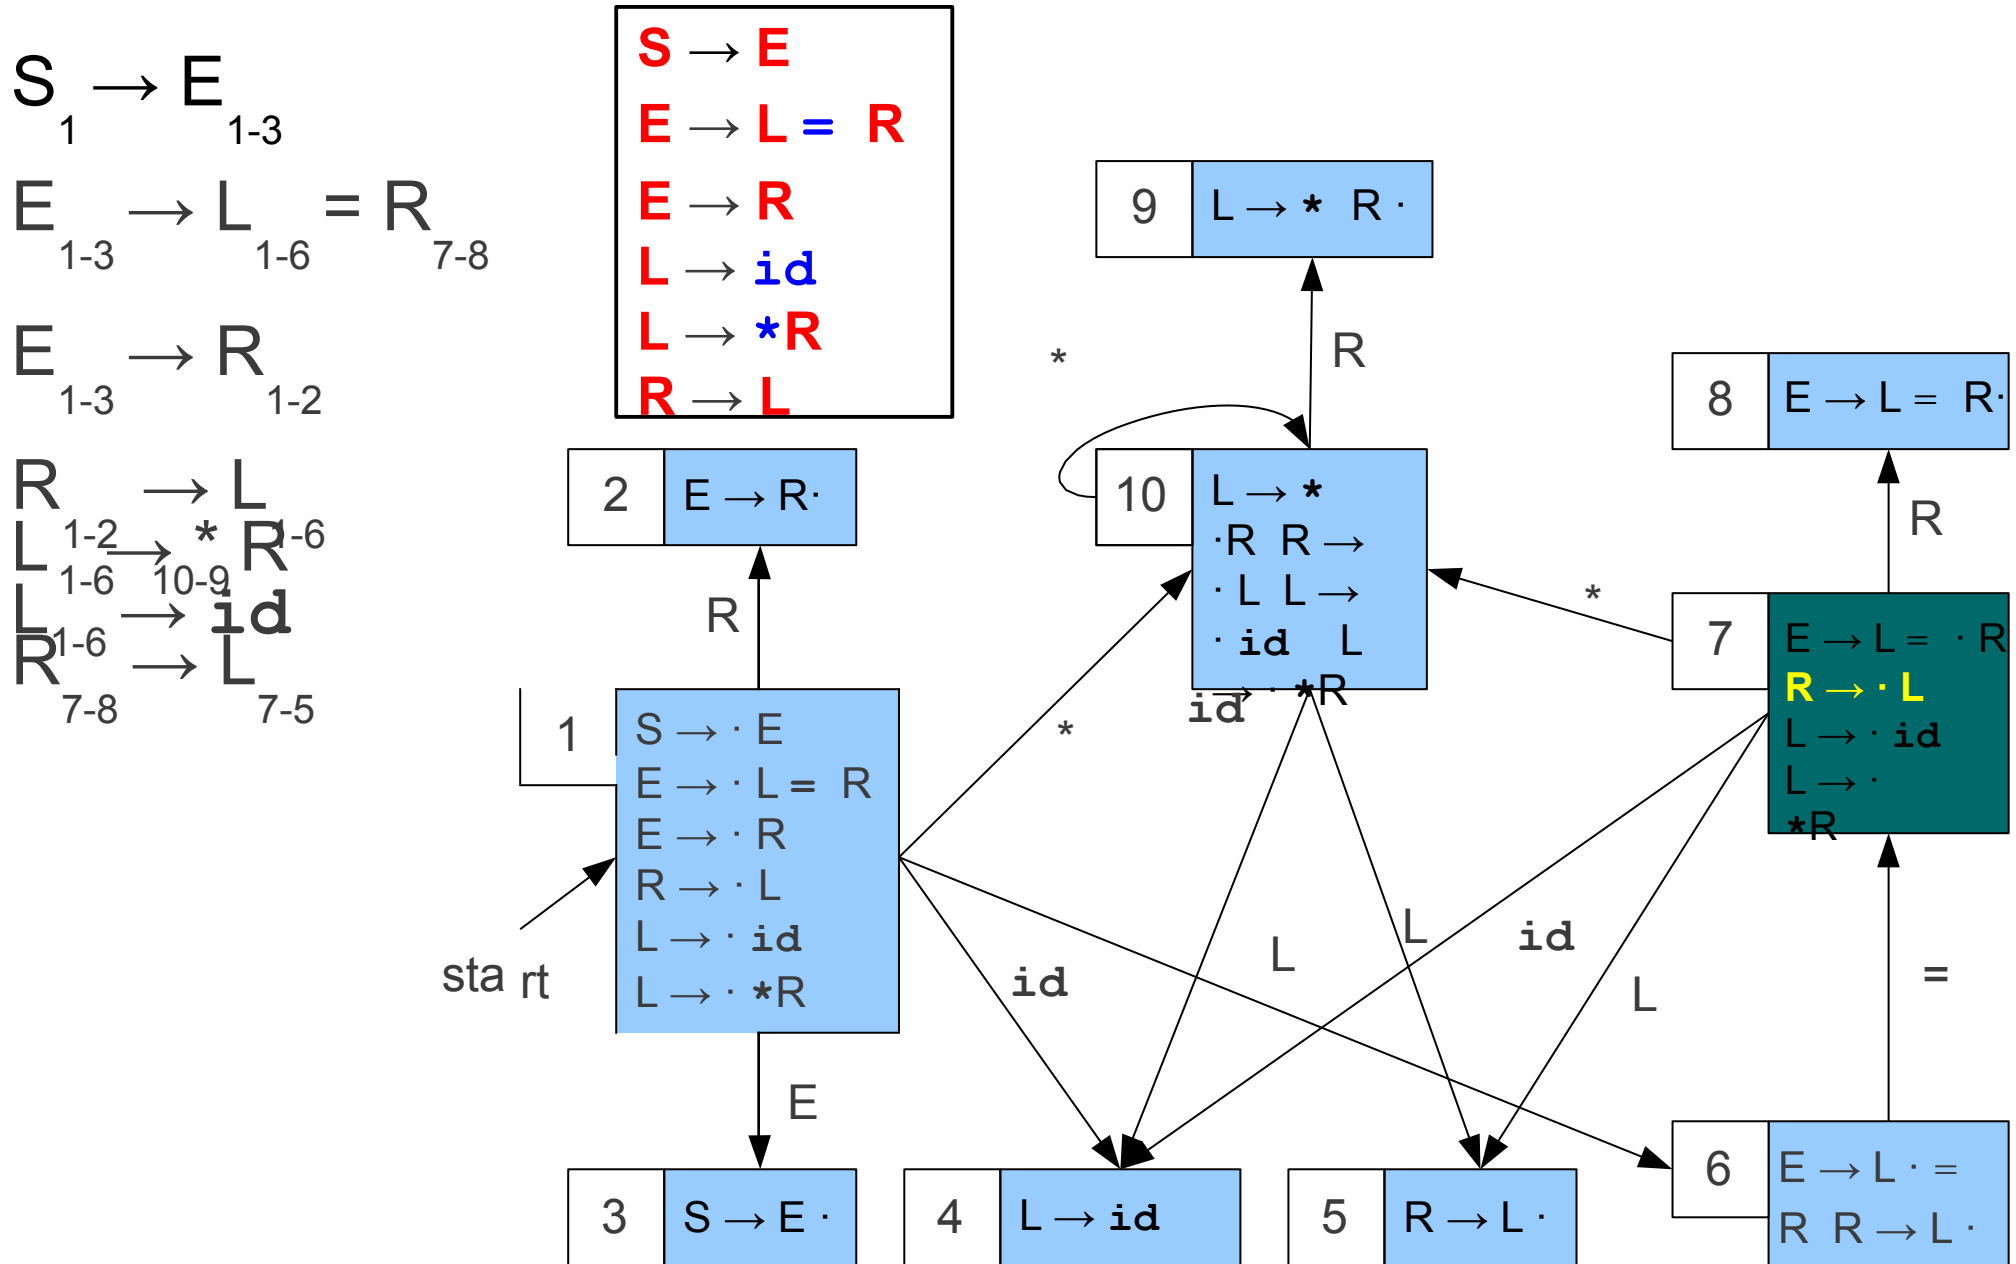 S1 → E1-3
E1-3 → L1-6 = R7-8
E1-3 → R1-2
R1-2 → L1-6
L1-6 → * R10-9
L1-6 → id
R7-8 → L7-5
S → E
E → L = R
E → R
L → id
L → *R
R → L
9
L → * R ·
R
*
8
E → L = R·
R
2
E → R·
R
10
L → *
·R R →
· L L →
· id L
→ · *R
id
*
*
7
E → L = · R
R → · L
L → · id
L → ·
*R
1
S → · E
E → · L = R
E → · R
R → · L
L → · id
L → · *R
sta rt
id
L
L
id
L
=
E
3
S → E ·
4
L → id
5
R → L ·
6
E → L · =
R R → L ·